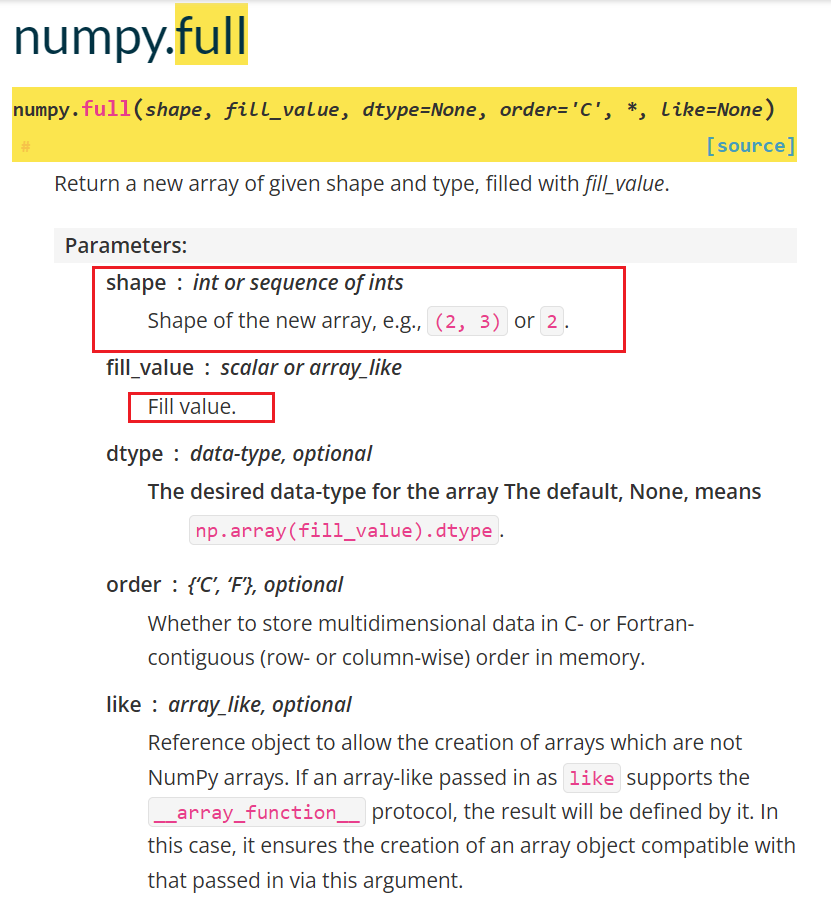 numpy.full
numpy.full(shape, fill_value, dtype=None, order='C', *, like=None)
# [source]
Return a new array of given shape and type, filled with fill_value.
Parameters:
shape : int or sequence of ints
Shape of the new array, e.g., (2, 3) or 2.
fill_value : scalar or array_like
Fill value.
dtype : data-type, optional
The desired data-type for the array The default, None, means
np.array(fill_value).dtype.
order : {‘C’, ‘F’}, optional
Whether to store multidimensional data in C- or Fortran-
contiguous (row- or column-wise) order in memory.
like : array_like, optional
Reference object to allow the creation of arrays which are not
NumPy arrays. If an array-like passed in as like supports the
__array_function__ protocol, the result will be defined by it. In
this case, it ensures the creation of an array object compatible with
that passed in via this argument.